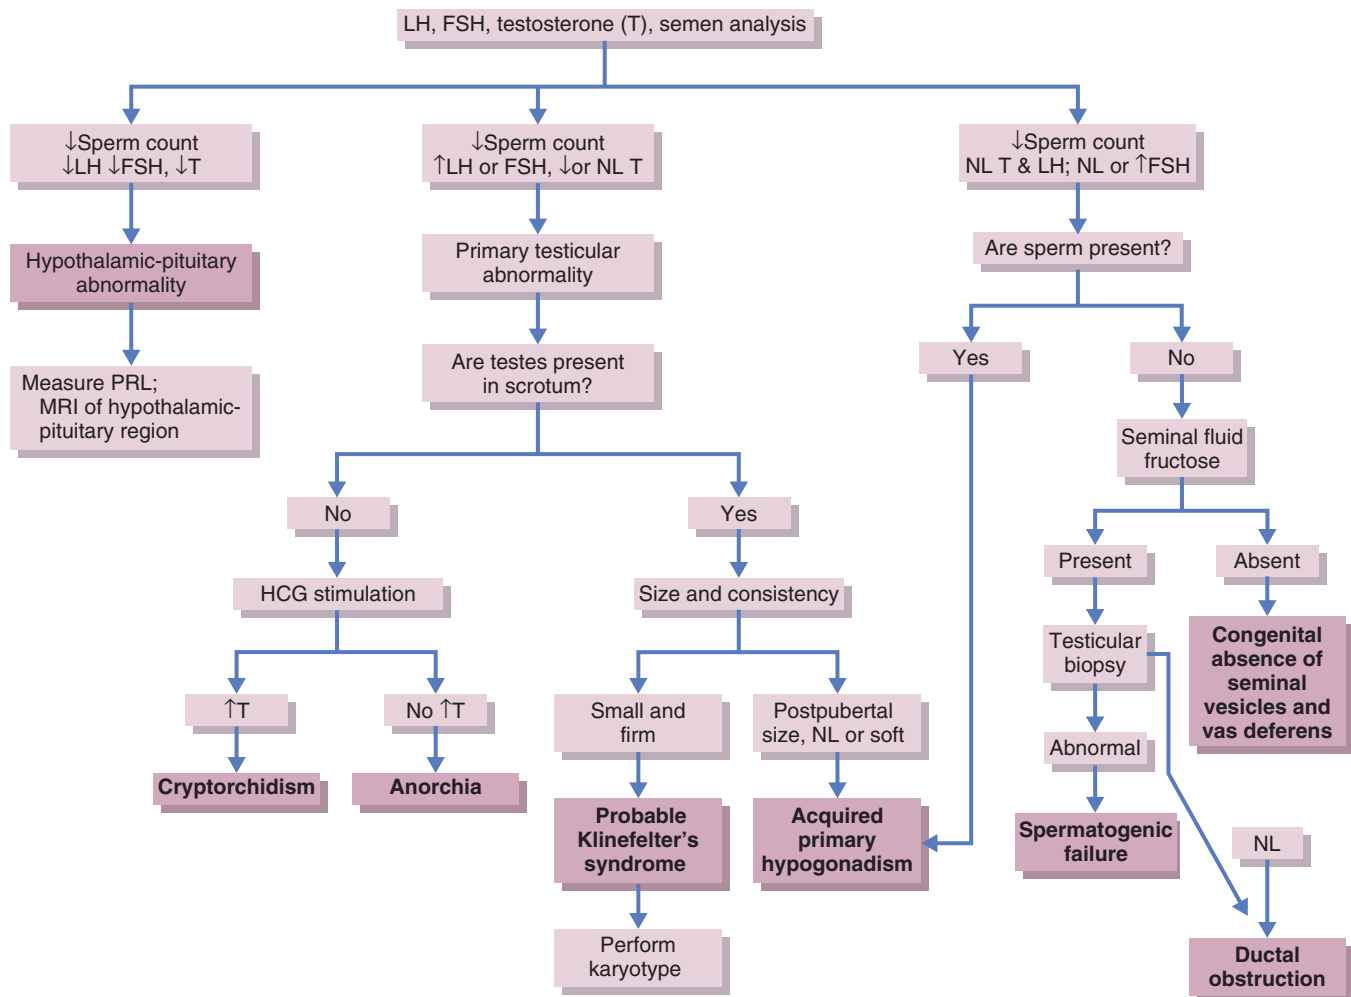 LH, FSH, testosterone (T), semen analysis
↓Sperm count
↓LH ↓FSH, ↓T
Hypothalamic-pituitary
abnormality
Measure PRL;
MRI of hypothalamic-
pituitary region
↓Sperm count
↑LH or FSH, ↓or NL T
Primary testicular
abnormality
Are testes present
in scrotum?
No
HCG stimulation
↑T
Cryptorchidism
No ↑T
Anorchia
Yes
Size and consistency
Small and
firm
Probable
Klinefelter's
syndrome
Perform
karyotype
Postpubertal
size, NL or soft
Acquired
primary
hypogonadism
↓Sperm count
NL T & LH; NL or ↑FSH
Are sperm present?
Yes
No
Seminal fluid
fructose
Present
Testicular
biopsy
Abnormal
Spermatogenic
failure
Absent
Congenital
absence of
seminal
vesicles and
vas deferens
NL
Ductal
obstruction